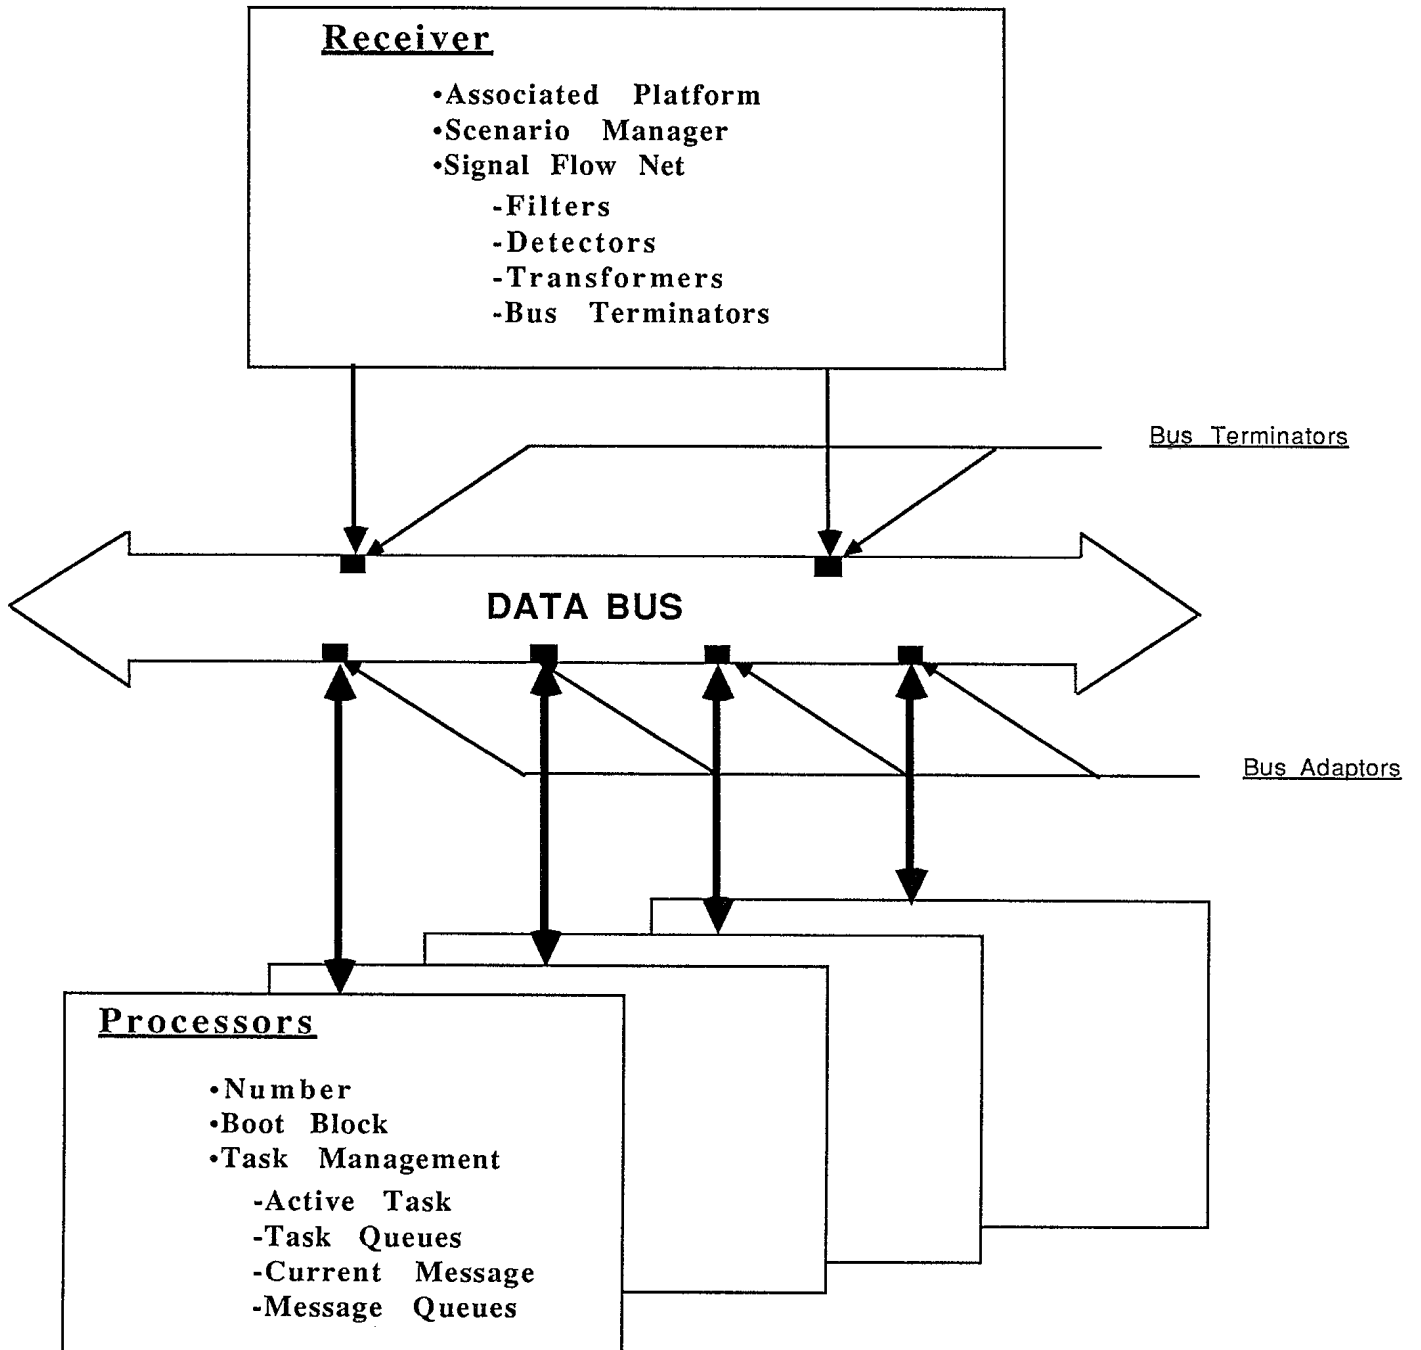 Receiver
•Associated Platform
•Scenario Manager
•Signal Flow Net
-Filters
-Detectors
-Transformers
-Bus Terminators
Bus Terminators
DATA BUS
Bus Adaptors
Processors
•Number
•Boot Block
•Task Management
-Active Task
-Task Queues
-Current Message
-Message Queues